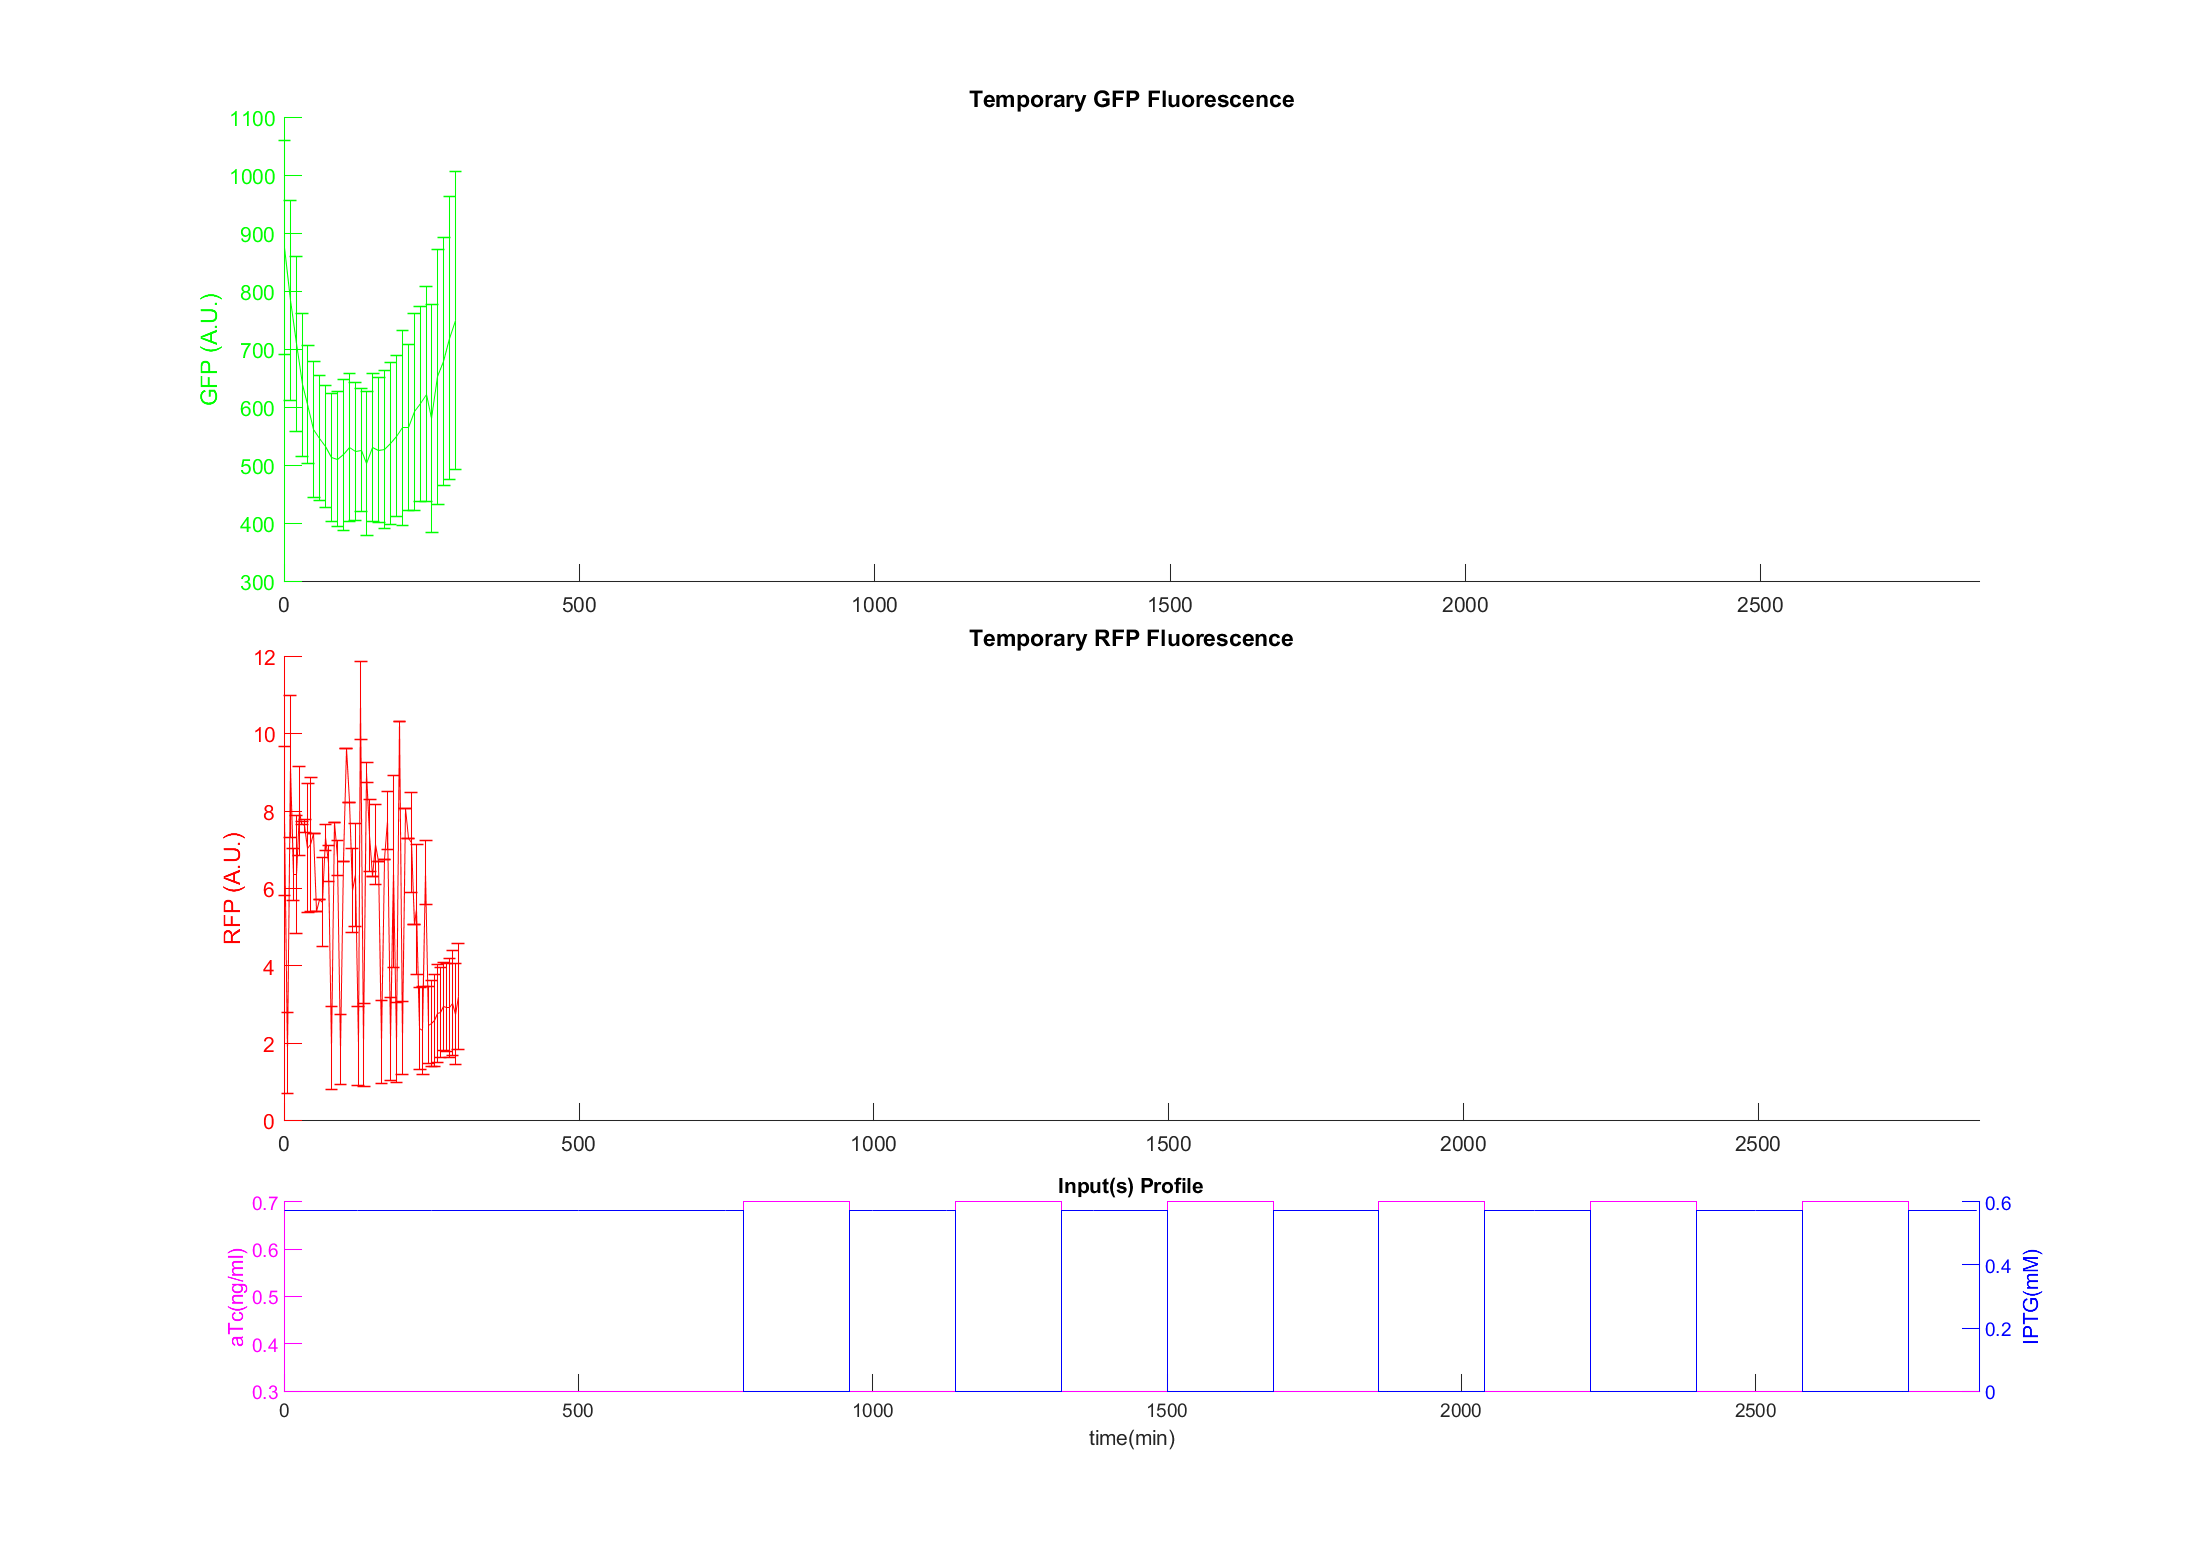 Temporary GFP Fluorescence
1100
1000
900
800
700
600
500
400
300
GFP (A.U.)
0 500 1000 1500 2000 2500
Temporary RFP Fluorescence
12
10
8
6
4
2
0
RFP (A.U.)
0 500 1000 1500 2000 2500
Input(s) Profile
0.7
0.6
0.5
0.4
0.3
aTc(ng/ml)
0.6
0.4
0.2
0
IPTG(mM)
0 500 1000 1500 2000 2500
time(min)